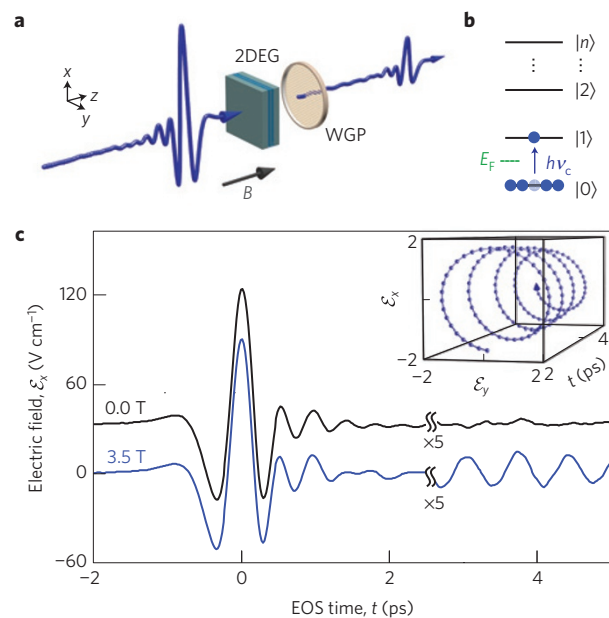 a
b
2DEG
WGP
x
z
y
B
|n⟩
⋮ ⋮
|2⟩
|1⟩
E_F
hν_c
|0⟩
c
Electric field, ℰ_x (V cm⁻¹)
120
60
0
−60
0.0 T
3.5 T
×5
×5
−2
0
2
4
EOS time, t (ps)
2
ℰ_x
−2
−2
ℰ_y
2
2
t (ps)
4